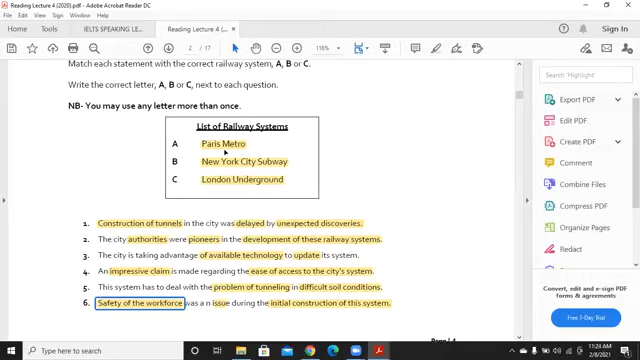 Reading Lecture 4 (2020).pdf - Adobe Acrobat Reader DC
File Edit View Sign Window Help
Home Tools IELTS SPEAKING LE... Reading Lecture 4 ... × Sign In
2 / 17 116%
Match each statement with the correct railway system, A, B or C.
Write the correct letter, A, B or C, next to each question.
NB- You may use any letter more than once.
List of Railway Systems
A Paris Metro
B New York City Subway
C London Underground
1. Construction of tunnels in the city was delayed by unexpected discoveries.
2. The city authorities were pioneers in the development of these railway systems.
3. The city is taking advantage of available technology to update its system.
4. An impressive claim is made regarding the ease of access to the city's system.
5. This system has to deal with the problem of tunneling in difficult soil conditions.
6. Safety of the workforce was a n issue during the initial construction of this system.
Search 'Highlight'
Export PDF
Edit PDF
Create PDF
Comment
Combine Files
Compress PDF
Organize Pages
Redact
Convert, edit and e-sign PDF
forms & agreements
Free 7-Day Trial
Type here to search
11:24 AM
2/8/2021